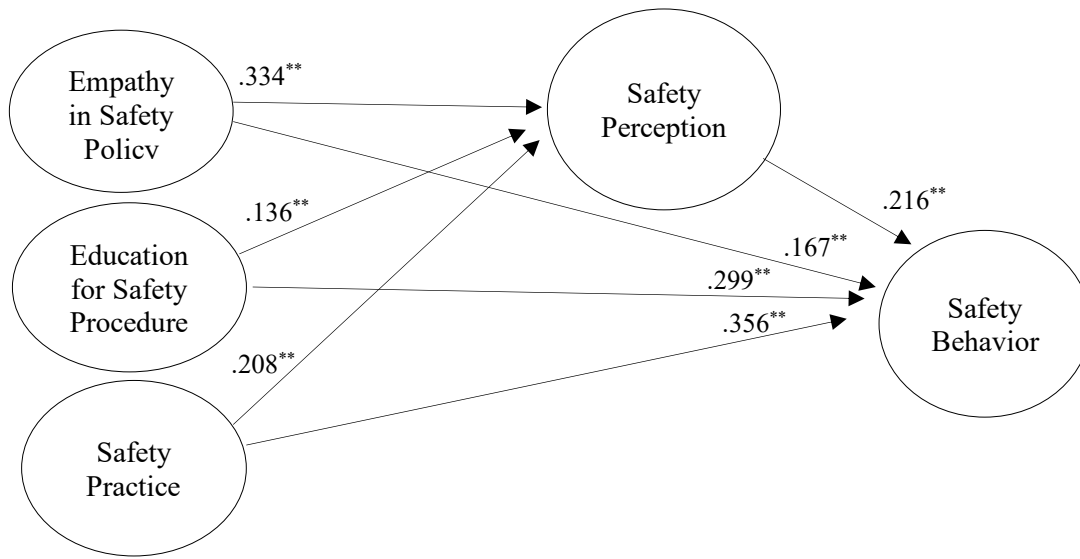 Empathy
in Safety
Policy
.334**
Safety
Perception
.136**
Education
for Safety
Procedure
.216**
.167**
.299**
.356**
Safety
Behavior
.208**
Safety
Practice